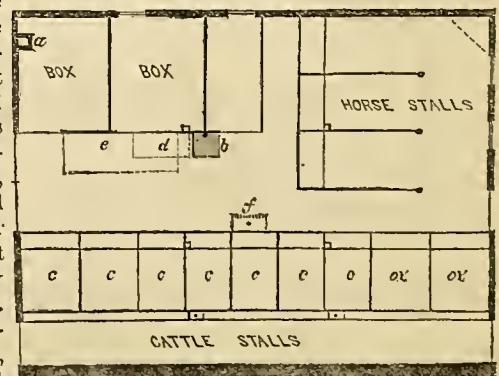 a
BOX
BOX
HORSE STALLS
e
d
b
f
c c c c c c c ox ox
CATTLE STALLS